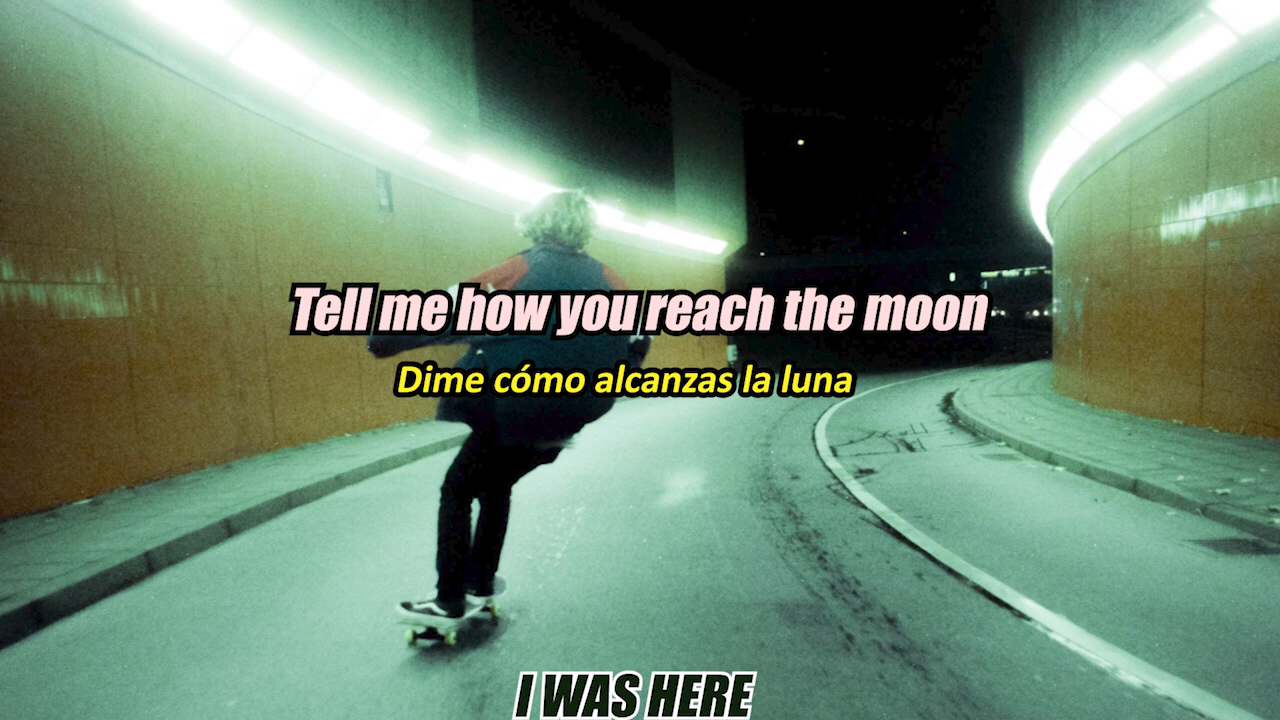 Tell me how you reach the moon
Dime cómo alcanzas la luna
I WAS HERE